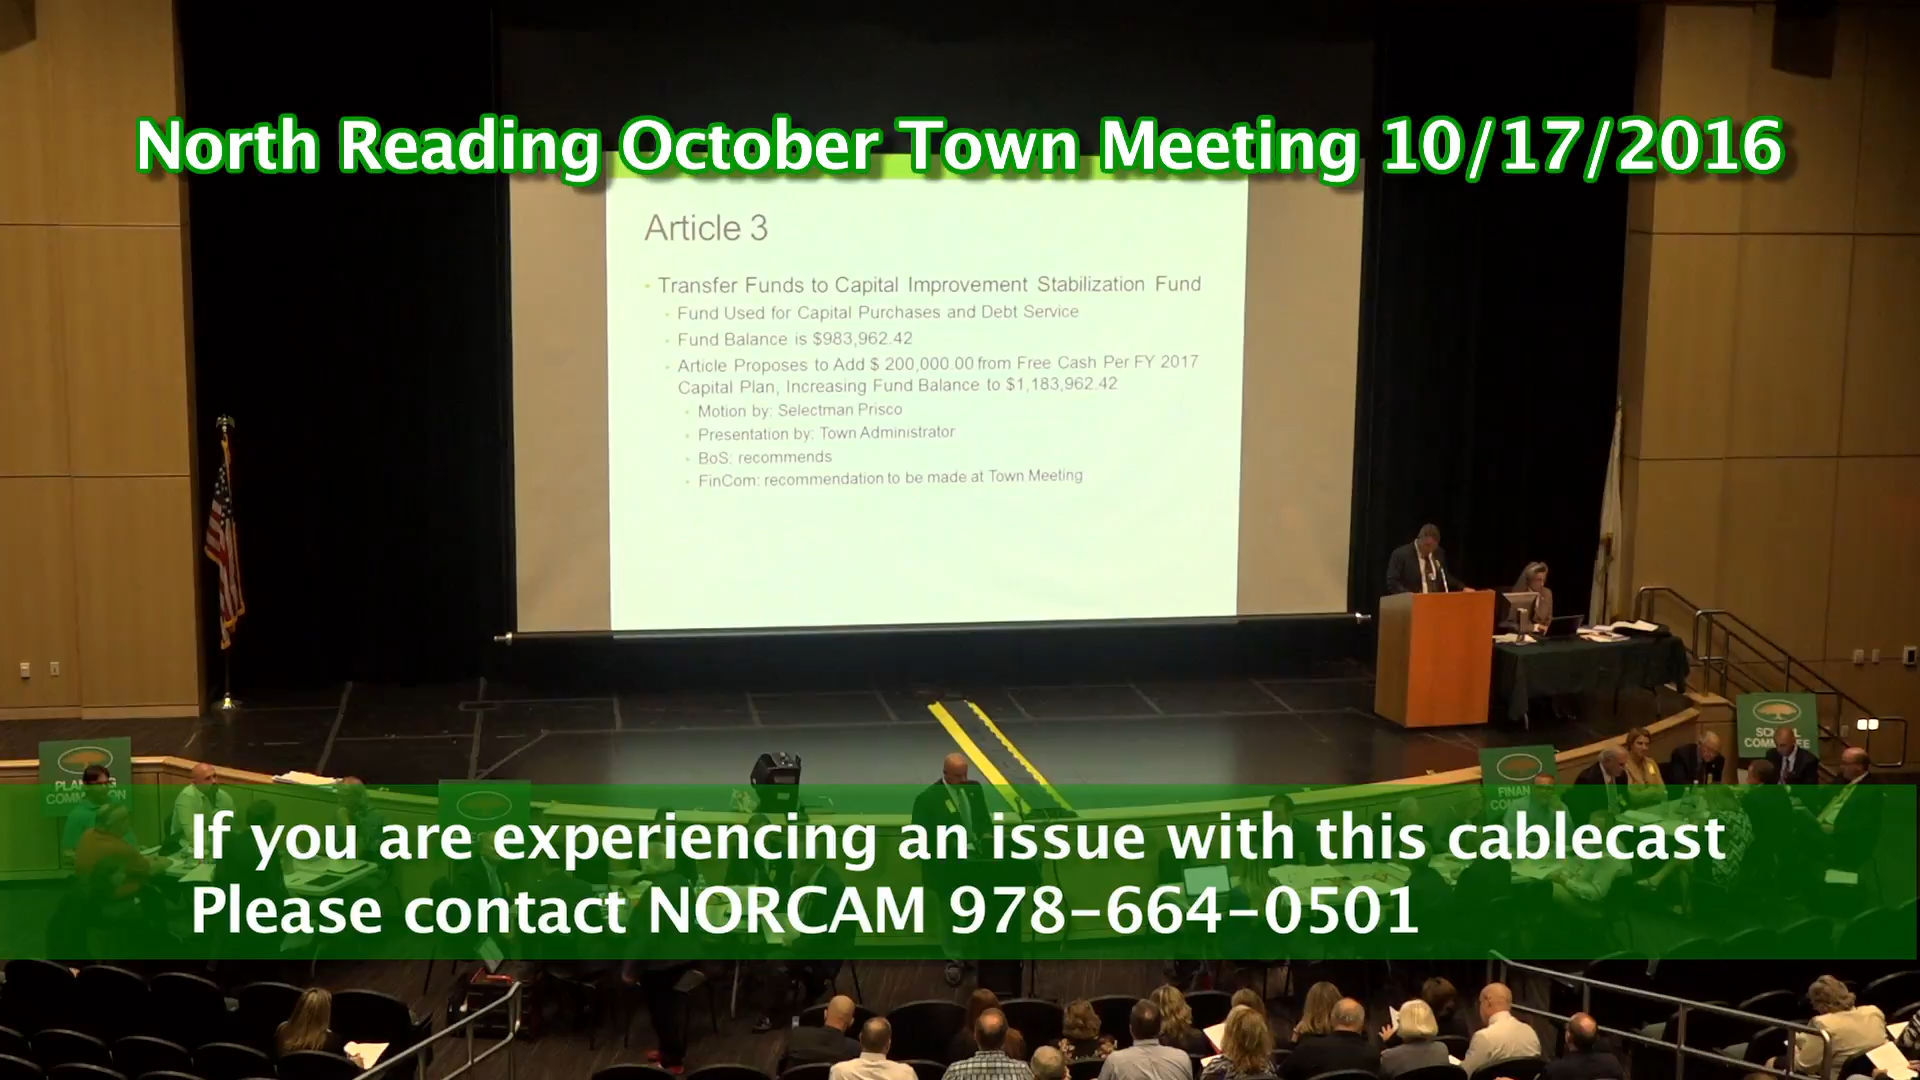 North Reading October Town Meeting 10/17/2016
Article 3
Transfer Funds to Capital Improvement Stabilization Fund
Fund Used for Capital Purchases and Debt Service
Fund Balance is $983,962.42
Article Proposes to Add $ 200,000.00 from Free Cash Per FY 2017
Capital Plan, Increasing Fund Balance to $1,183,962.42
Motion by: Selectman Prisco
Presentation by: Town Administrator
BoS: recommends
FinCom: recommendation to be made at Town Meeting
If you are experiencing an issue with this cablecast
Please contact NORCAM 978-664-0501